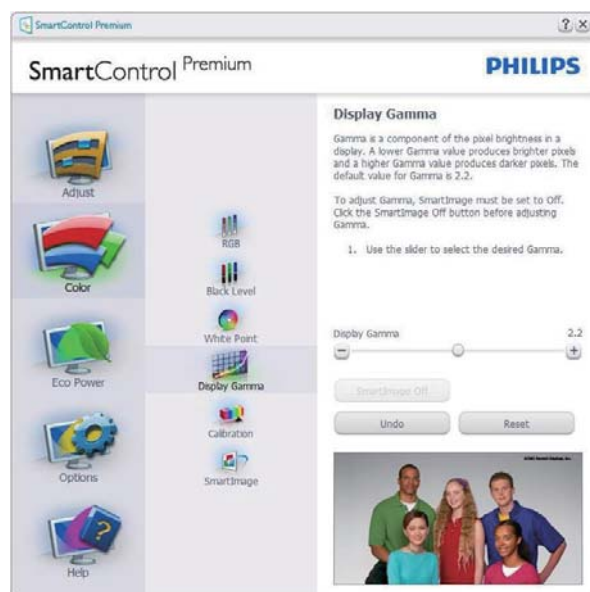 SmartControl Premium
SmartControl Premium
PHILIPS
Adjust
Color
Eco Power
Options
Help
RGB
Black Level
White Point
Display Gamma
Calibration
SmartImage
Display Gamma
Gamma is a component of the pixel brightness in a
display. A lower Gamma value produces brighter pixels
and a higher Gamma value produces darker pixels. The
default value for Gamma is 2.2.
To adjust Gamma, SmartImage must be set to Off.
Click the SmartImage Off button before adjusting
Gamma.
1. Use the slider to select the desired Gamma.
Display Gamma 2.2
SmartImage Off
Undo Reset